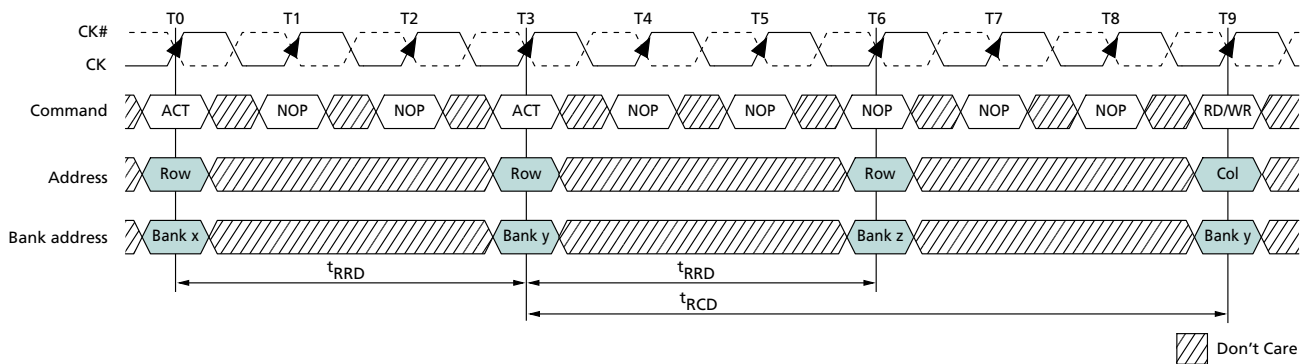 T0 T1 T2 T3 T4 T5 T6 T7 T8 T9
CK#
CK
Command ACT NOP NOP ACT NOP NOP NOP NOP NOP RD/WR
Address Row Row Row Col
Bank address Bank x Bank y Bank z Bank y
tRRD tRRD
tRCD
Don't Care